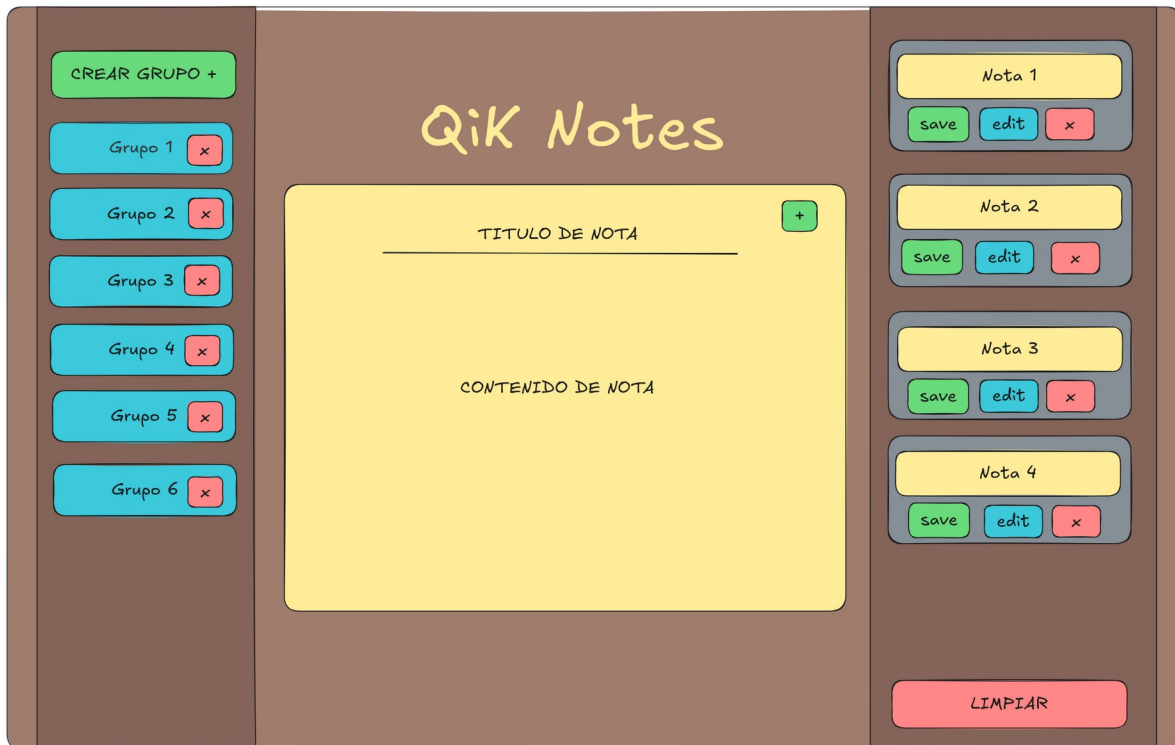 CREAR GRUPO +
Grupo 1 x
Grupo 2 x
Grupo 3 x
Grupo 4 x
Grupo 5 x
Grupo 6 x
QiK Notes
+
TITULO DE NOTA
CONTENIDO DE NOTA
Nota 1
save edit x
Nota 2
save edit x
Nota 3
save edit x
Nota 4
save edit x
LIMPIAR